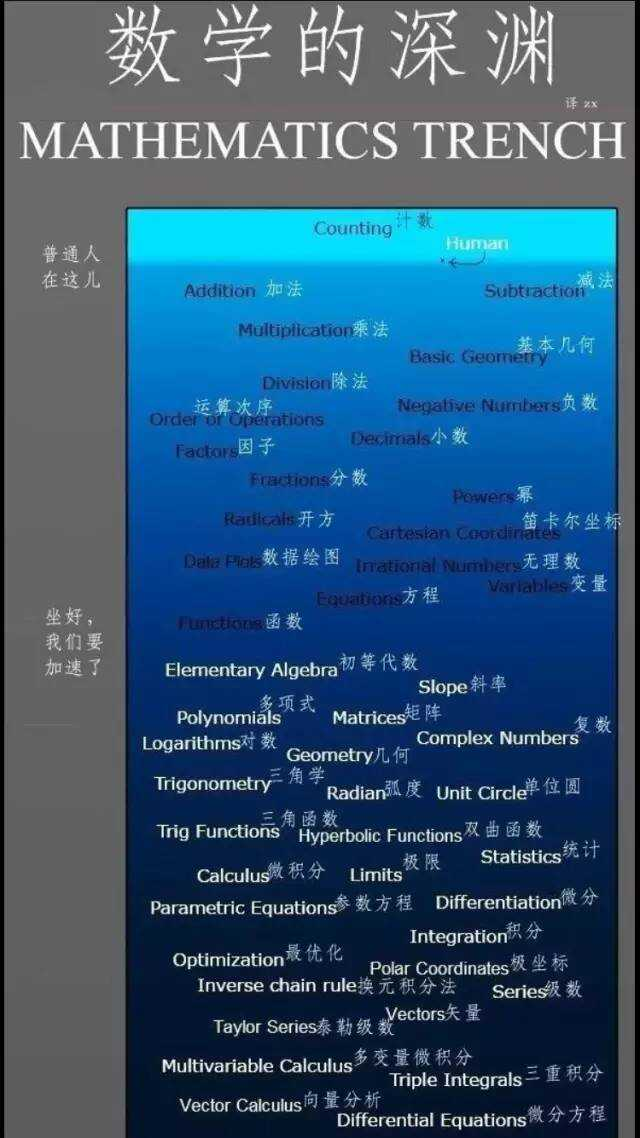 数学的深渊
译 zx
MATHEMATICS TRENCH
普通人
在这儿
Counting 计数
Human
Addition 加法
Subtraction 减法
Multiplication 乘法
Basic Geometry 基本几何
Division 除法
Order of Operations 运算次序
Negative Numbers 负数
Factors 因子
Decimals 小数
Fractions 分数
Powers 幂
Radicals 开方
Cartesian Coordinates 笛卡尔坐标
Data Plots 数据绘图
Irrational Numbers 无理数
Variables 变量
Equations 方程
Functions 函数
坐好，
我们要
加速了
Elementary Algebra 初等代数
Slope 斜率
Polynomials 多项式
Matrices 矩阵
Complex Numbers 复数
Logarithms 对数
Geometry 几何
Trigonometry 三角学
Radian 弧度
Unit Circle 单位圆
Trig Functions 三角函数
Hyperbolic Functions 双曲函数
Statistics 统计
Calculus 微积分
Limits 极限
Parametric Equations 参数方程
Differentiation 微分
Integration 积分
Optimization 最优化
Polar Coordinates 极坐标
Inverse chain rule 换元积分法
Series 级数
Vectors 矢量
Taylor Series 泰勒级数
Multivariable Calculus 多变量微积分
Triple Integrals 三重积分
Vector Calculus 向量分析
Differential Equations 微分方程